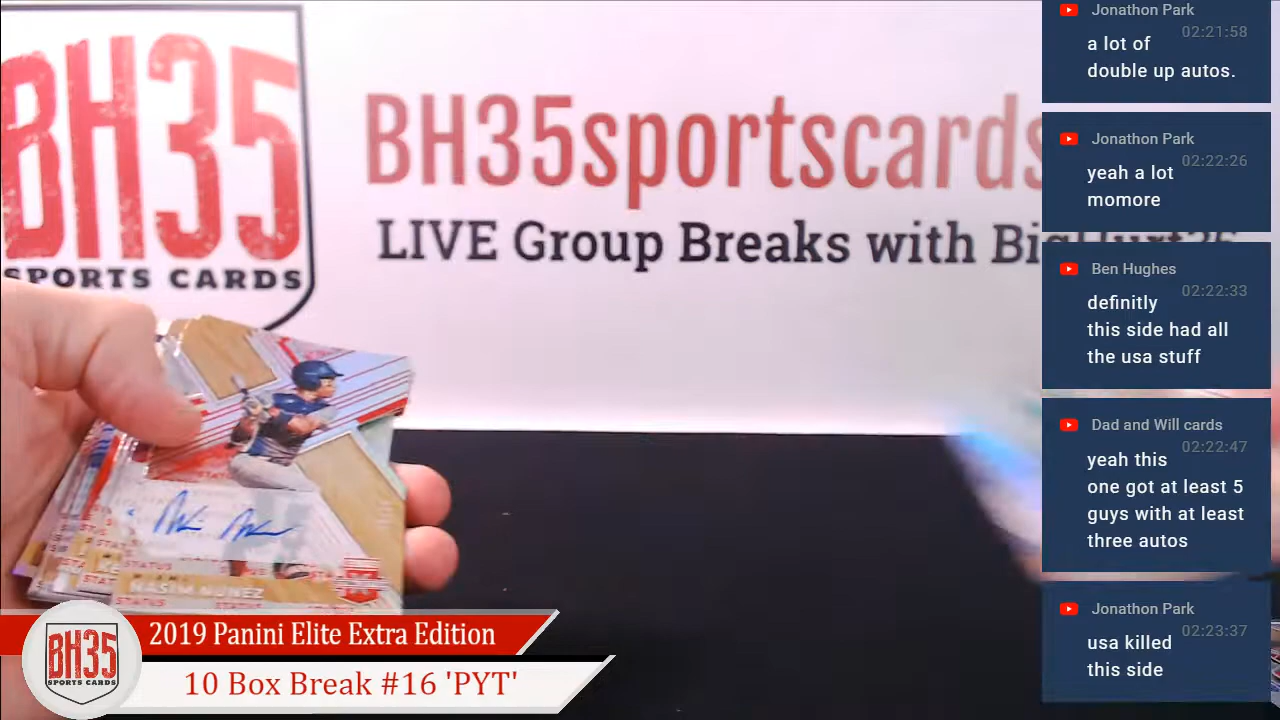 BH35
SPORTS CARDS
BH35sportscards
LIVE Group Breaks with
NASIM NUNEZ
STATUS
STATUS
2019 Panini Elite Extra Edition
10 Box Break #16 'PYT'
BH35
SPORTS CARDS
Jonathon Park
02:21:58
a lot of
double up autos.
Jonathon Park
02:22:26
yeah a lot
momore
Ben Hughes
02:22:33
definitly
this side had all
the usa stuff
Dad and Will cards
02:22:47
yeah this
one got at least 5
guys with at least
three autos
Jonathon Park
02:23:37
usa killed
this side